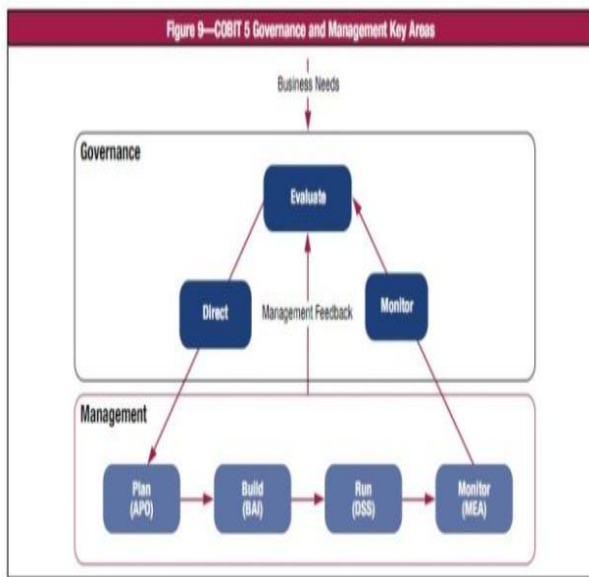 Figure 9—COBIT 5 Governance and Management Key Areas
Business Needs
Governance
Evaluate
Direct
Management Feedback
Monitor
Management
Plan
(APO)
Build
(BAI)
Run
(DSS)
Monitor
(MEA)